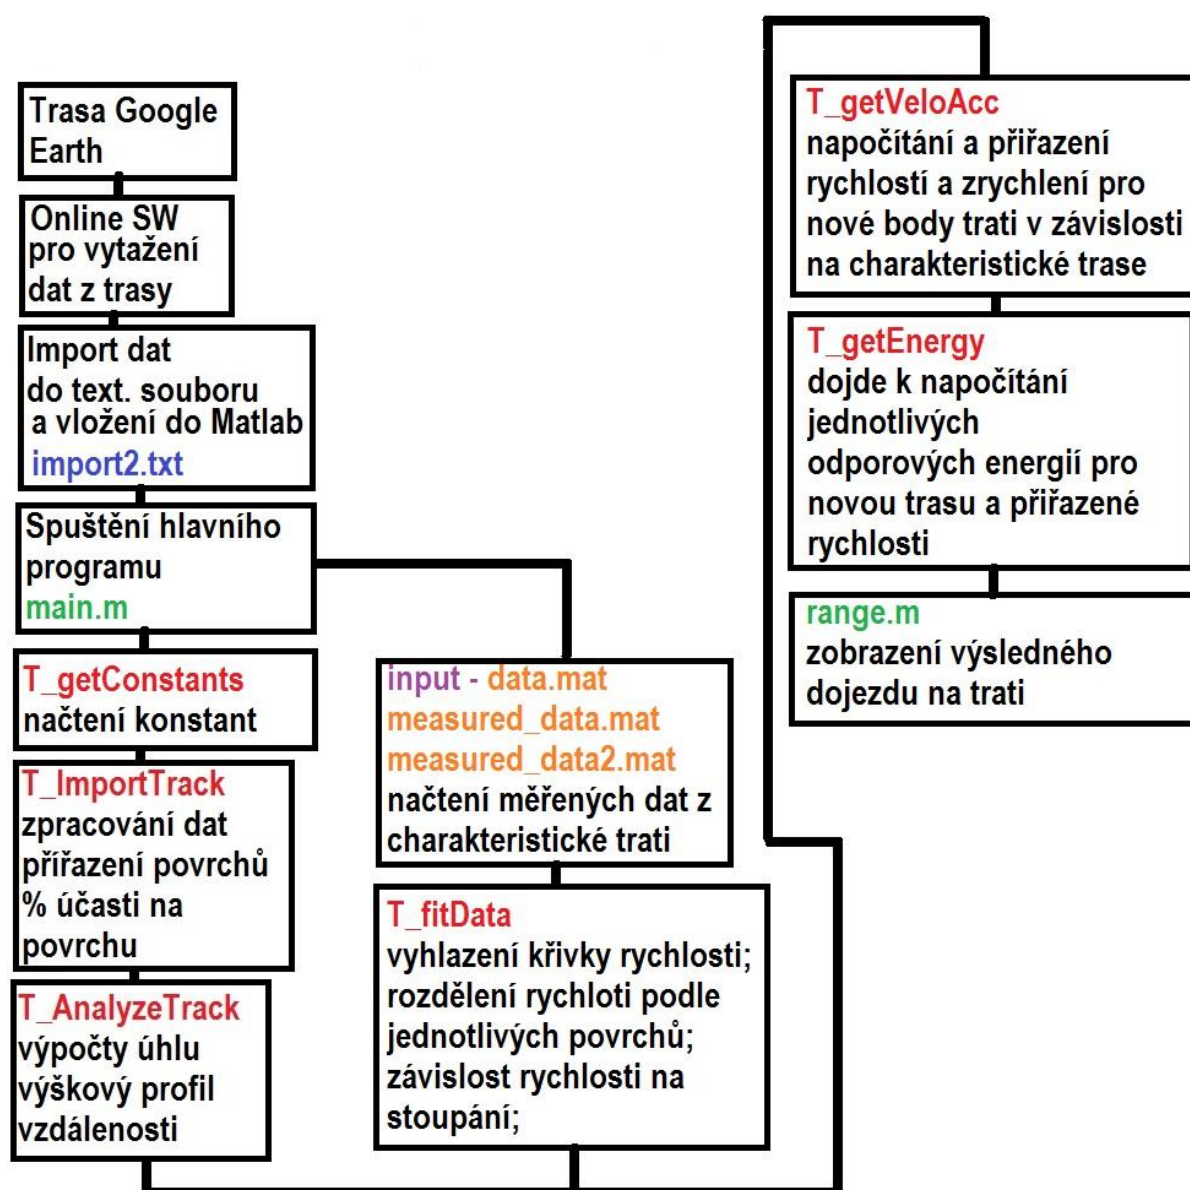 Trasa Google
Earth
Online SW
pro vytažení
dat z trasy
Import dat
do text. souboru
a vložení do Matlab
import2.txt
Spuštění hlavního
programu
main.m
T_getConstants
načtení konstant
T_ImportTrack
zpracování dat
přířazení povrchů
% účasti na
povrchu
T_AnalyzeTrack
výpočty úhlu
výškový profil
vzdálenosti
input - data.mat
measured_data.mat
measured_data2.mat
načtení měřených dat z
charakteristické trati
T_fitData
vyhlazení křivky rychlosti;
rozdělení rychloti podle
jednotlivých povrchů;
závislost rychlosti na
stoupání;
T_getVeloAcc
napočítání a přiřazení
rychlostí a zrychlení pro
nové body trati v závislosti
na charakteristické trase
T_getEnergy
dojde k napočítání
jednotlivých
odporových energií pro
novou trasu a přiřazené
rychlosti
range.m
zobrazení výsledného
dojezdu na trati